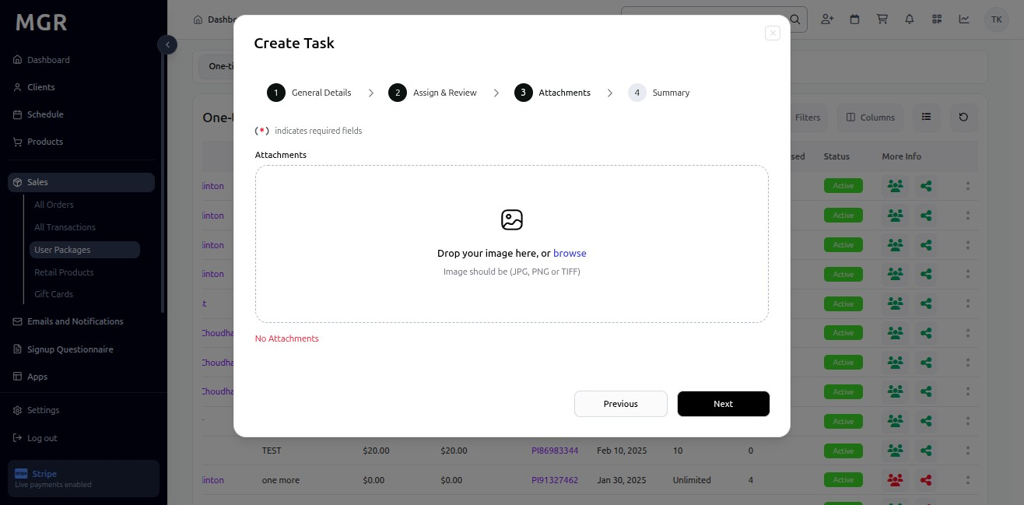 MGR
Dashboard
Clients
Schedule
Products
Sales
All Orders
All Transactions
User Packages
Retail Products
Gift Cards
Emails and Notifications
Signup Questionnaire
Apps
Settings
Log out
Stripe
Live payments enabled
Dashb
TK
One-ti
One-t
Filters
Columns
Create Task
1 General Details
2 Assign & Review
3 Attachments
4 Summary
(*) indicates required fields
Attachments
Drop your image here, or browse
Image should be (JPG, PNG or TIFF)
No Attachments
Previous
Next
sed Status More Info
linton Active
linton Active
linton Active
linton Active
t Active
Choudha Active
Choudha Active
Choudha Active
Active
TEST $20.00 $20.00 PI86983344 Feb 10, 2025 10 0 Active
linton one more $0.00 $0.00 PI91327462 Jan 30, 2025 Unlimited 4 Active